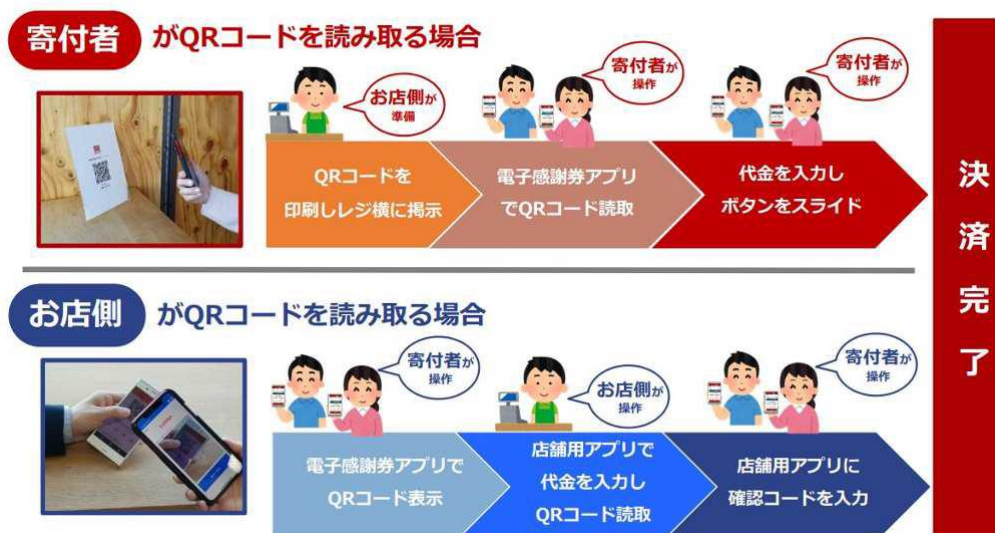 寄付者 がQRコードを読み取る場合
お店側が
準備
寄付者が
操作
寄付者が
操作
QRコードを
印刷しレジ横に掲示
電子感謝券アプリ
でQRコード読取
代金を入力し
ボタンをスライド
お店側 がQRコードを読み取る場合
寄付者が
操作
お店側が
操作
寄付者が
操作
電子感謝券アプリで
QRコード表示
店舗用アプリで
代金を入力し
QRコード読取
店舗用アプリに
確認コードを入力
決済完了